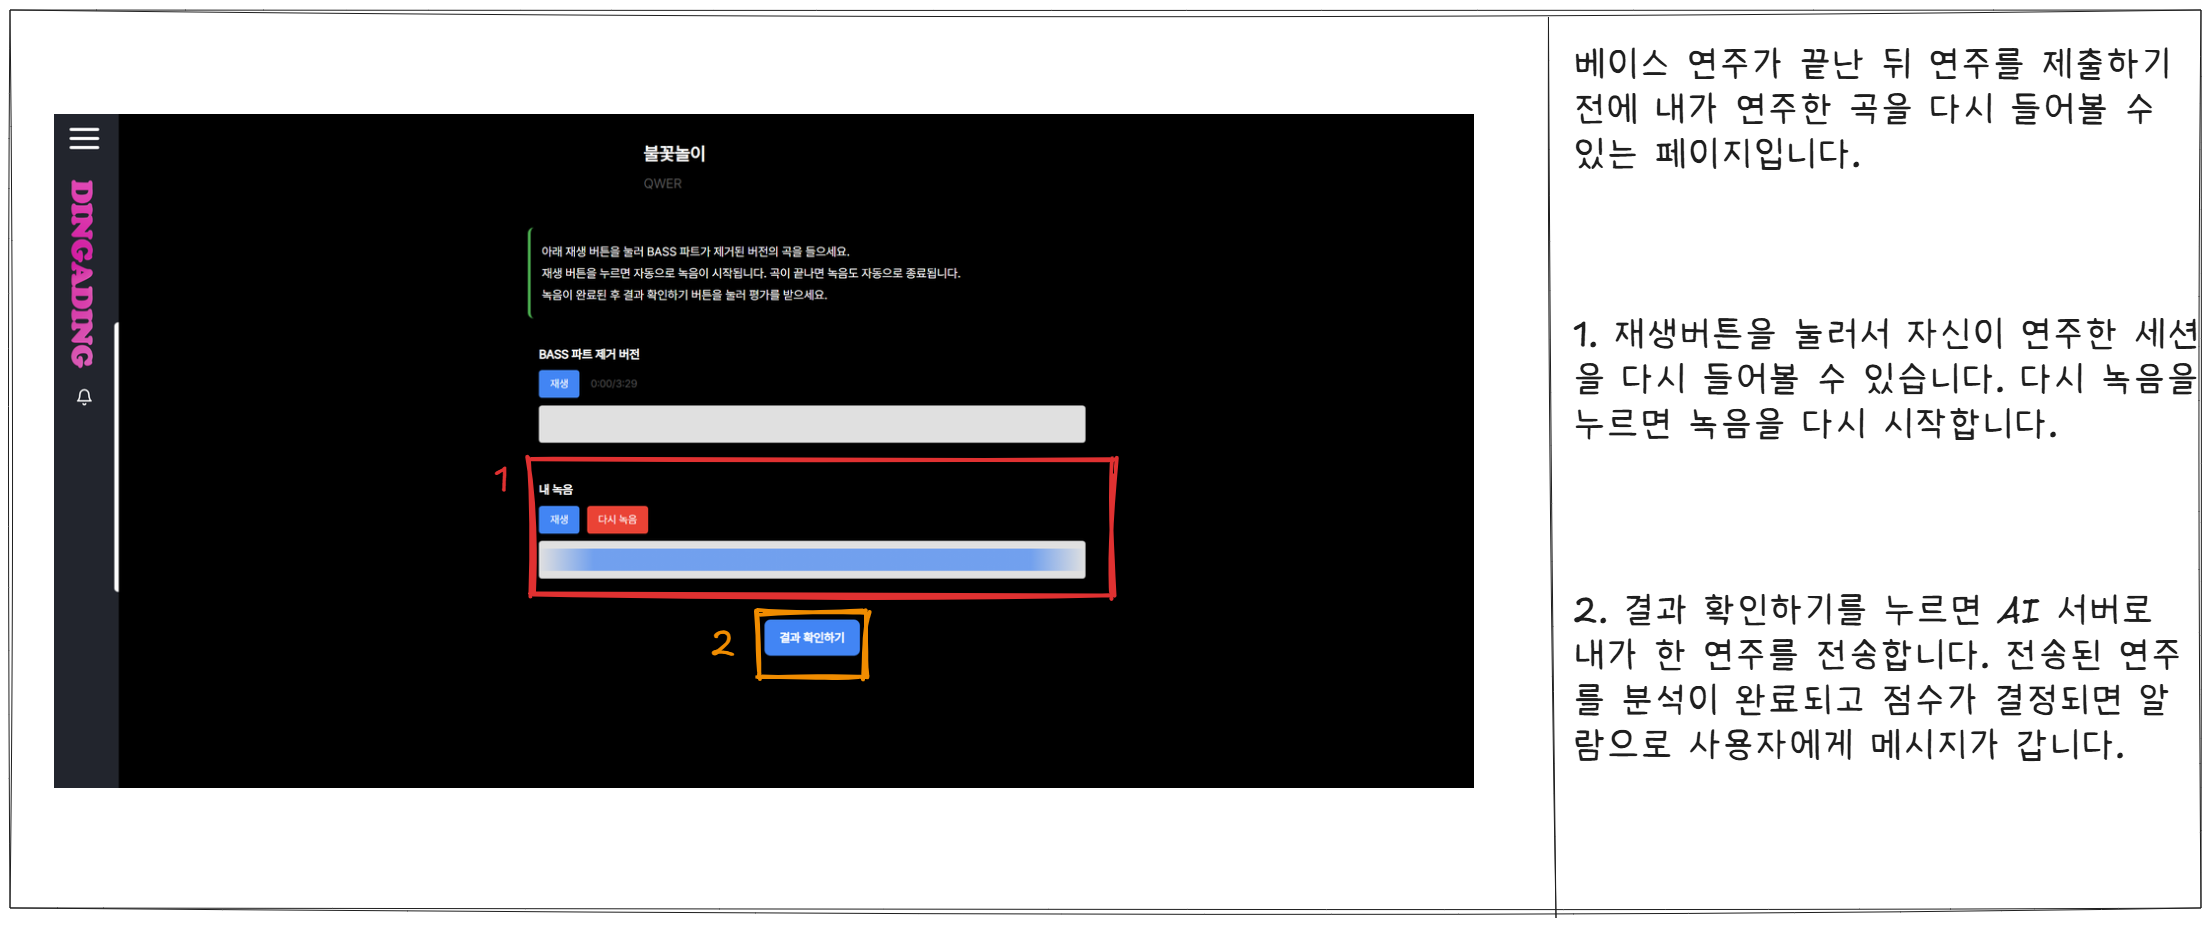 DINGADING
불꽃놀이
QWER
아래 재생 버튼을 눌러 BASS 파트가 제거된 버전의 곡을 들으세요.
재생 버튼을 누르면 자동으로 녹음이 시작됩니다. 곡이 끝나면 녹음도 자동으로 종료됩니다.
녹음이 완료된 후 결과 확인하기 버튼을 눌러 평가를 받으세요.
BASS 파트 제거 버전
재생 0:00/3:29
1
내 녹음
재생 다시 녹음
2
결과 확인하기
베이스 연주가 끝난 뒤 연주를 제출하기
전에 내가 연주한 곡을 다시 들어볼 수
있는 페이지입니다.
1. 재생버튼을 눌러서 자신이 연주한 세션
을 다시 들어볼 수 있습니다. 다시 녹음을
누르면 녹음을 다시 시작합니다.
2. 결과 확인하기를 누르면 AI 서버로
내가 한 연주를 전송합니다. 전송된 연주
를 분석이 완료되고 점수가 결정되면 알
람으로 사용자에게 메시지가 갑니다.